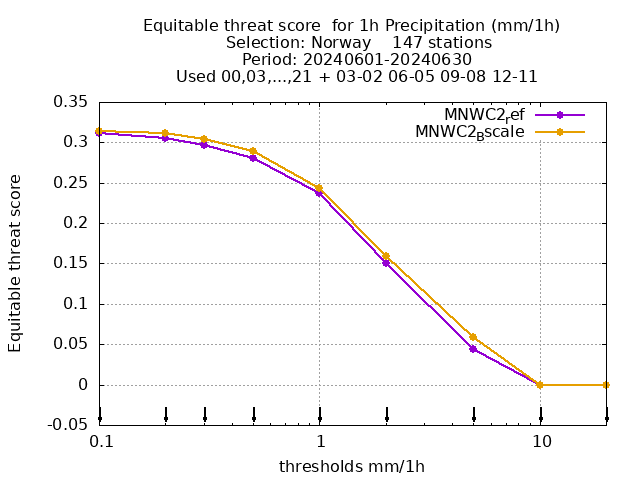 Equitable threat score  for 1h Precipitation (mm/1h)
Selection: Norway    147 stations
Period: 20240601-20240630
Used 00,03,...,21 + 03-02 06-05 09-08 12-11
MNWC2ref
MNWC2Bscale
0.35
0.3
0.25
0.2
0.15
0.1
0.05
0
-0.05
0.1
1
10
Equitable threat score
thresholds mm/1h